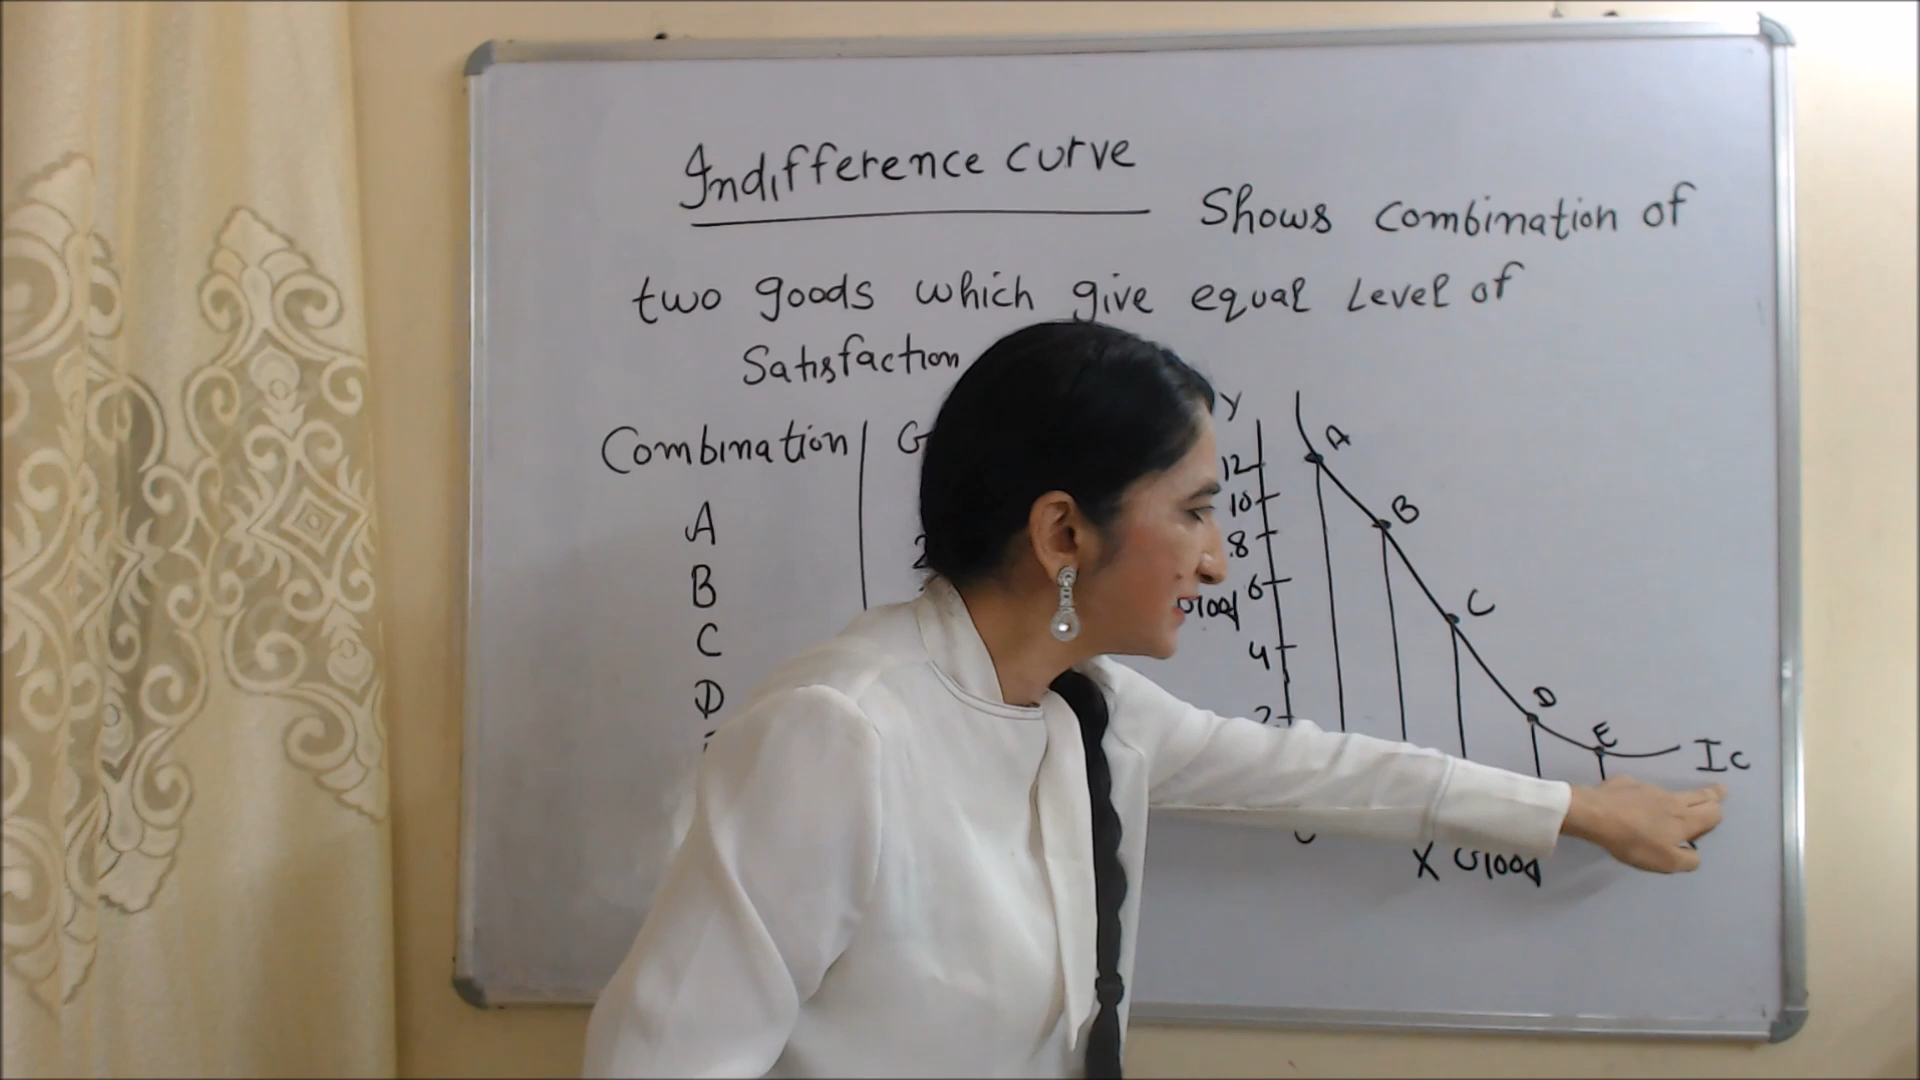 Indifference curve
Shows combination of
two goods which give equal Level of
Satisfaction
Combination
A
B
C
D
Y
12
10
8
6
4
2
A
B
C
D
E
IC
X Good